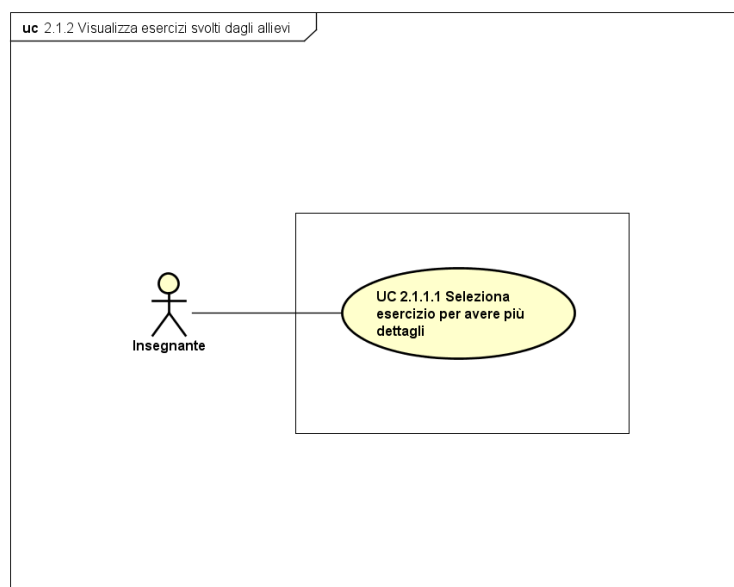 uc 2.1.2 Visualizza esercizi svolti dagli allievi
UC 2.1.1.1 Seleziona
esercizio per avere più
dettagli
Insegnante